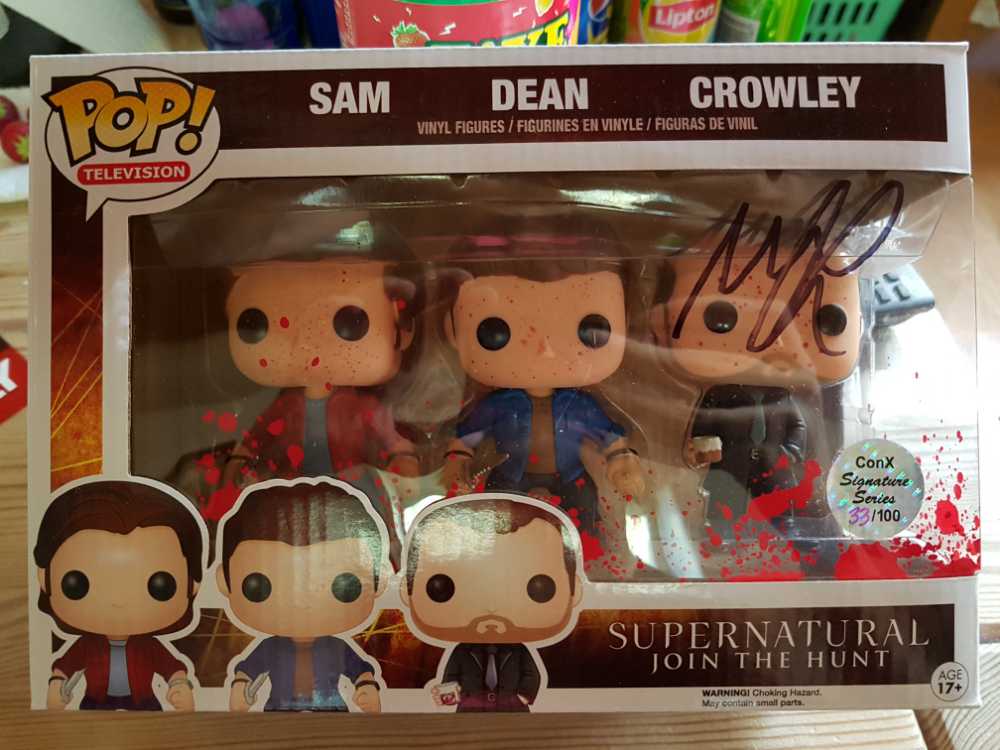 Lipton
POP!
TELEVISION
SAM DEAN CROWLEY
VINYL FIGURES / FIGURINES EN VINYLE / FIGURAS DE VINIL
ConX
Signature
Series
33/100
SUPERNATURAL
JOIN THE HUNT
WARNING! Choking Hazard.
May contain small parts.
AGE
17+